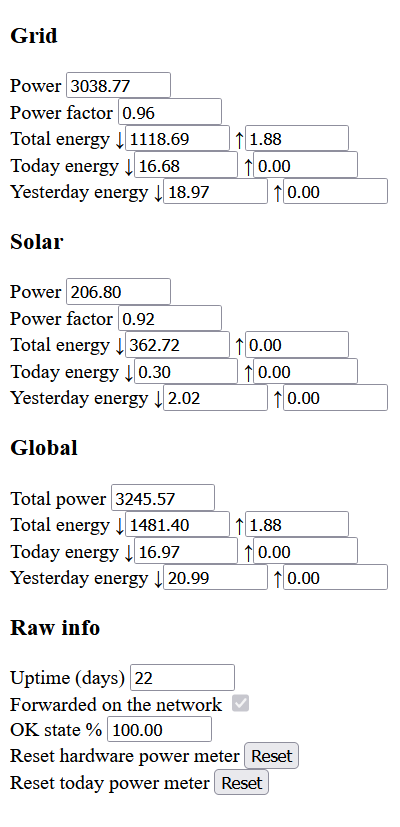 Grid
Power 3038.77
Power factor 0.96
Total energy ↓ 1118.69 ↑ 1.88
Today energy ↓ 16.68 ↑ 0.00
Yesterday energy ↓ 18.97 ↑ 0.00
Solar
Power 206.80
Power factor 0.92
Total energy ↓ 362.72 ↑ 0.00
Today energy ↓ 0.30 ↑ 0.00
Yesterday energy ↓ 2.02 ↑ 0.00
Global
Total power 3245.57
Total energy ↓ 1481.40 ↑ 1.88
Today energy ↓ 16.97 ↑ 0.00
Yesterday energy ↓ 20.99 ↑ 0.00
Raw info
Uptime (days) 22
Forwarded on the network
OK state % 100.00
Reset hardware power meter Reset
Reset today power meter Reset